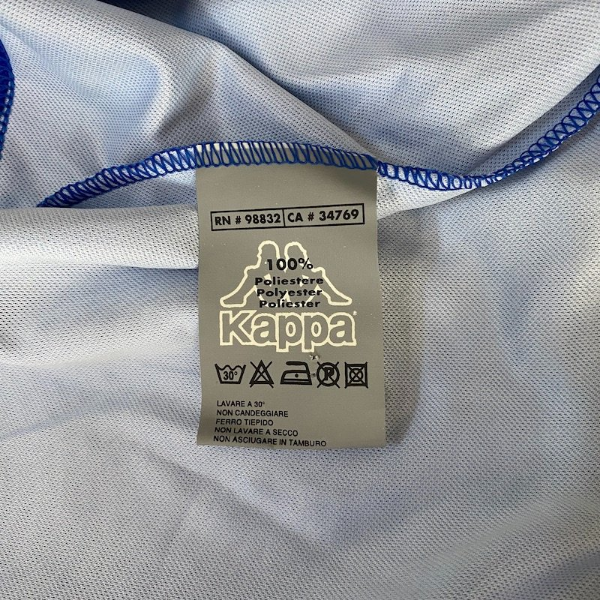 RN # 98832 CA # 34769
100%
Poliestere
Polyester
Poliester
Kappa
30°
LAVARE A 30°
NON CANDEGGIARE
FERRO TIEPIDO
NON LAVARE A SECCO
NON ASCIUGARE IN TAMBURO